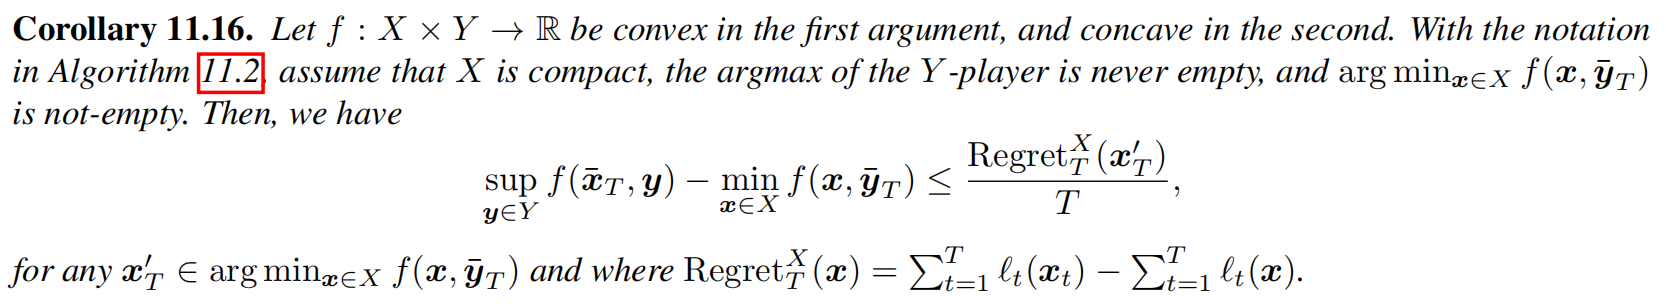 Corollary 11.16. Let f : X × Y → ℝ be convex in the first argument, and concave in the second. With the notation
in Algorithm 11.2, assume that X is compact, the argmax of the Y-player is never empty, and arg min_{x∈X} f(x, ȳ_T)
is not-empty. Then, we have
sup_{y∈Y} f(x̄_T, y) − min_{x∈X} f(x, ȳ_T) ≤ Regret_T^X(x′_T) / T,
for any x′_T ∈ arg min_{x∈X} f(x, ȳ_T) and where Regret_T^X(x) = ∑_{t=1}^T ℓ_t(x_t) − ∑_{t=1}^T ℓ_t(x).